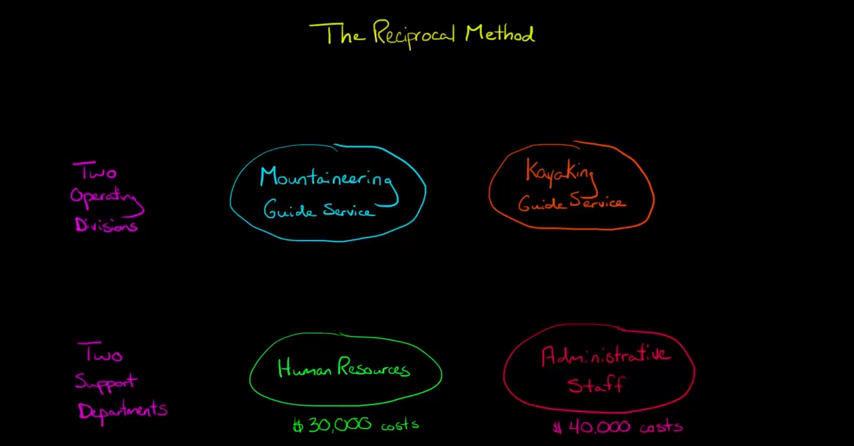 The Reciprocal Method
Two
Operating
Divisions
Mountaineering
Guide Service
Kayaking
Guide Service
Two
Support
Departments
Human Resources
$30,000 costs
Administrative
Staff
$40,000 costs